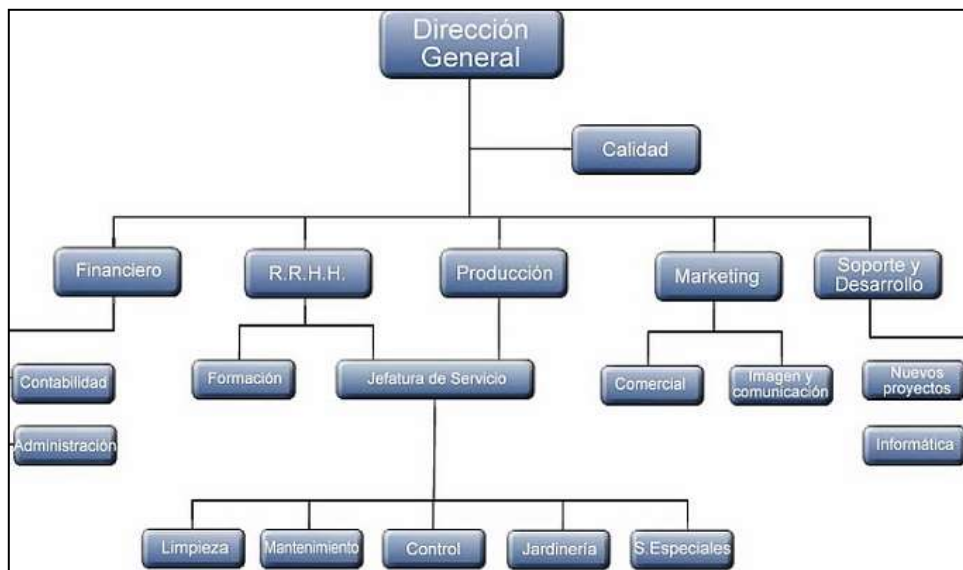 Dirección
General
Calidad
Financiero
R.R.H.H.
Producción
Marketing
Soporte y
Desarrollo
Contabilidad
Formación
Jefatura de Servicio
Comercial
Imagen y
comunicación
Nuevos
proyectos
Administración
Informática
Limpieza
Mantenimiento
Control
Jardinería
S.Especiales